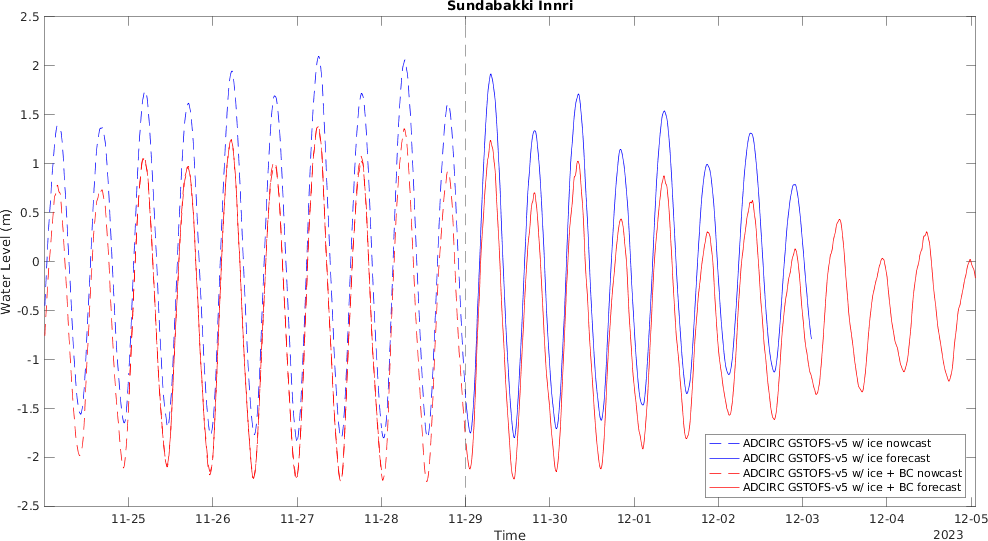 Sundabakki Innri
2.5
2
1.5
1
0.5
0
-0.5
-1
-1.5
-2
-2.5
Water Level (m)
11-25 11-26 11-27 11-28 11-29 11-30 12-01 12-02 12-03 12-04 12-05
Time
2023
ADCIRC GSTOFS-v5 w/ ice nowcast
ADCIRC GSTOFS-v5 w/ ice forecast
ADCIRC GSTOFS-v5 w/ ice + BC nowcast
ADCIRC GSTOFS-v5 w/ ice + BC forecast